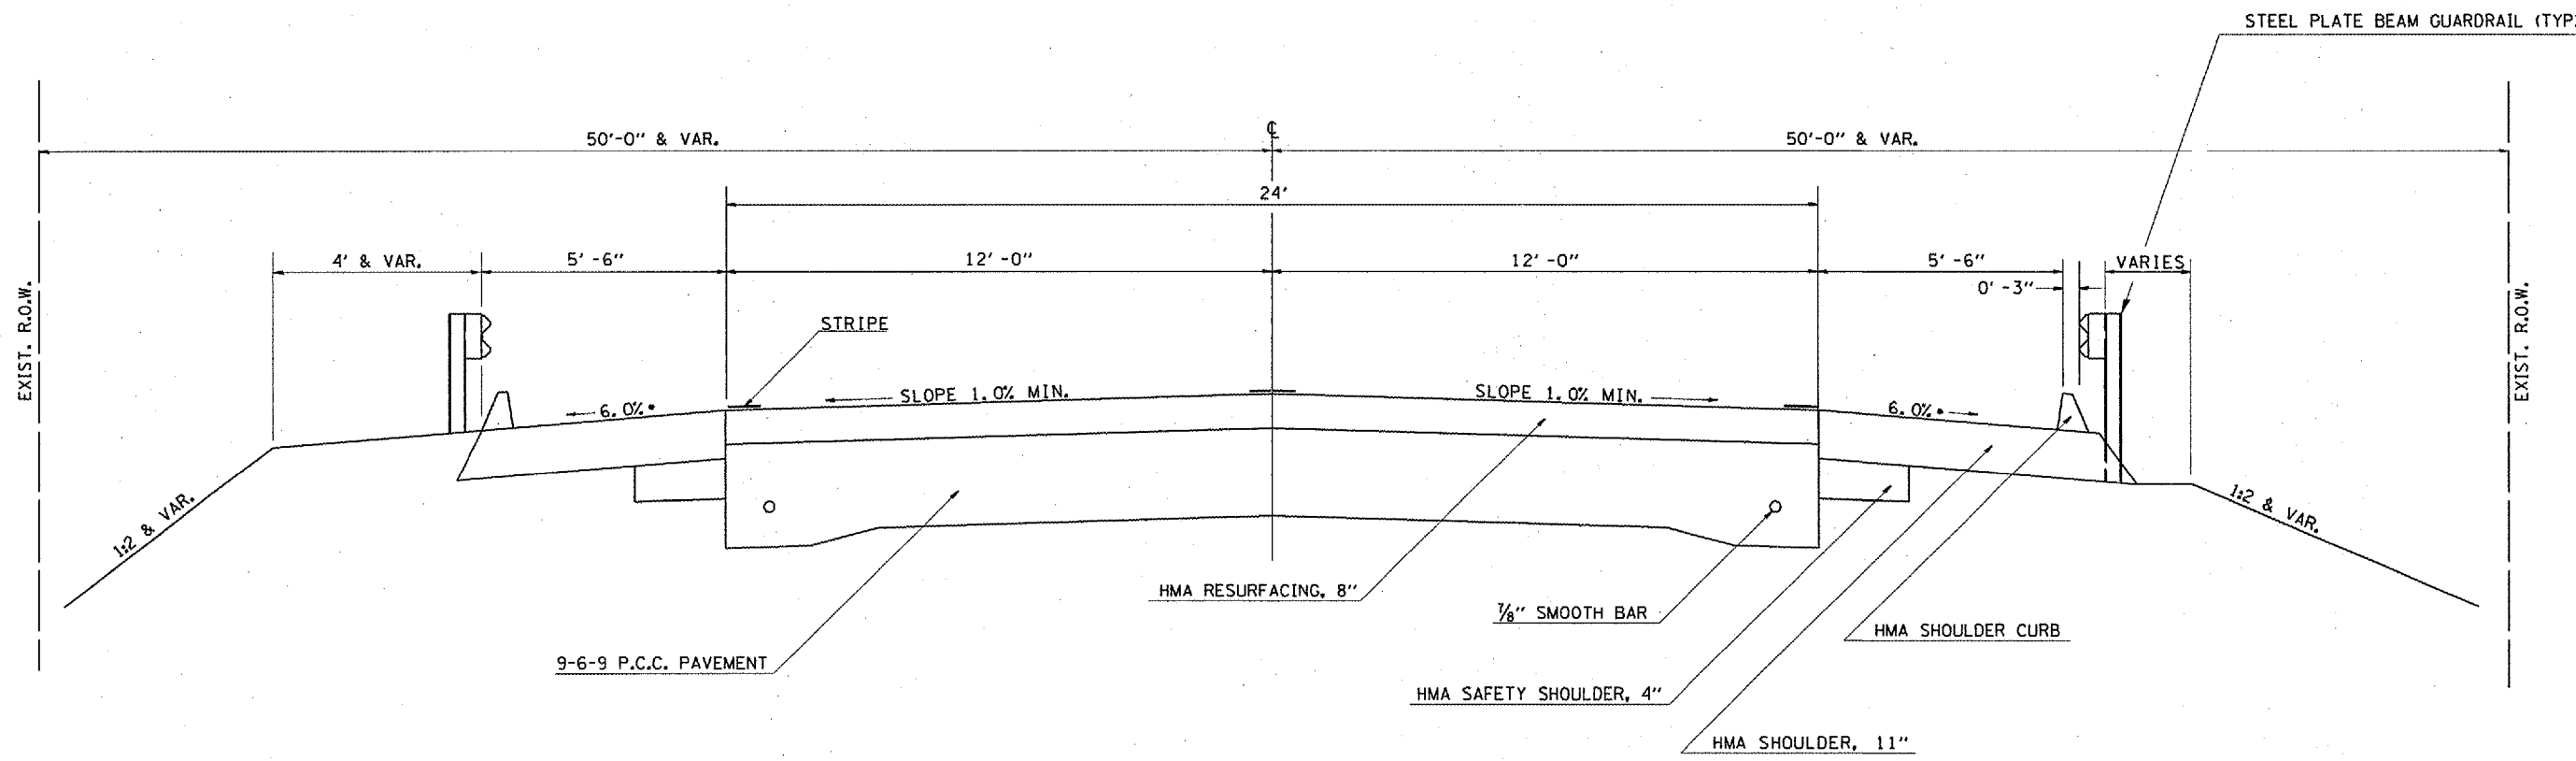 STEEL PLATE BEAM GUARDRAIL (TYP
50'-0" & VAR.
℄
50'-0" & VAR.
24'
4' & VAR.
5'-6"
12'-0"
12'-0"
5'-6"
VARIES
0'-3"
EXIST. R.O.W.
EXIST. R.O.W.
STRIPE
6.0%*
SLOPE 1.0% MIN.
SLOPE 1.0% MIN.
6.0%*
1:2 & VAR.
1:2 & VAR.
HMA RESURFACING, 8"
7/8" SMOOTH BAR
HMA SHOULDER CURB
9-6-9 P.C.C. PAVEMENT
HMA SAFETY SHOULDER, 4"
HMA SHOULDER, 11"